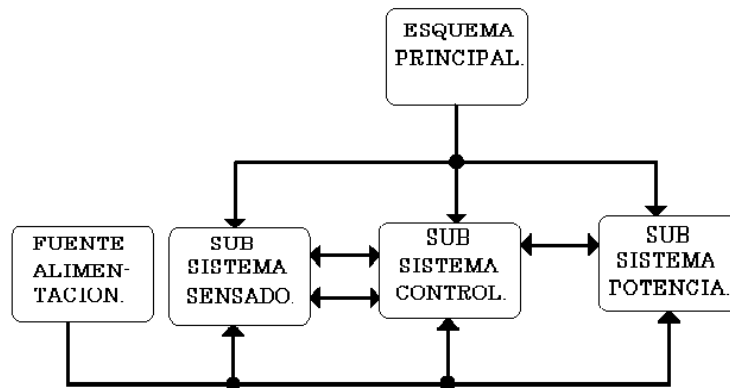 ESQUEMA
PRINCIPAL.
FUENTE
ALIMEN-
TACION.
SUB
SISTEMA
SENSADO.
SUB
SISTEMA
CONTROL.
SUB
SISTEMA
POTENCIA.